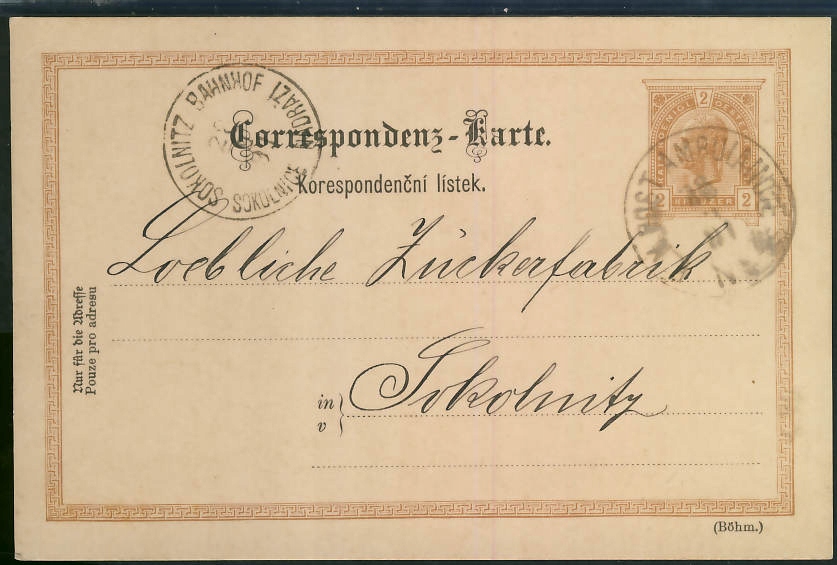 SOKOLNITZ BAHNHOF
SOKOLNICE NÁDRAŽÍ
Correspondenz-Karte.
Korespondenční lístek.
2
2 KREUZER 2
Loebliche Zuckerfabrik
Nur für die Adresse
Pouze pro adresu
in
v
Sokolnitz
(Böhm.)